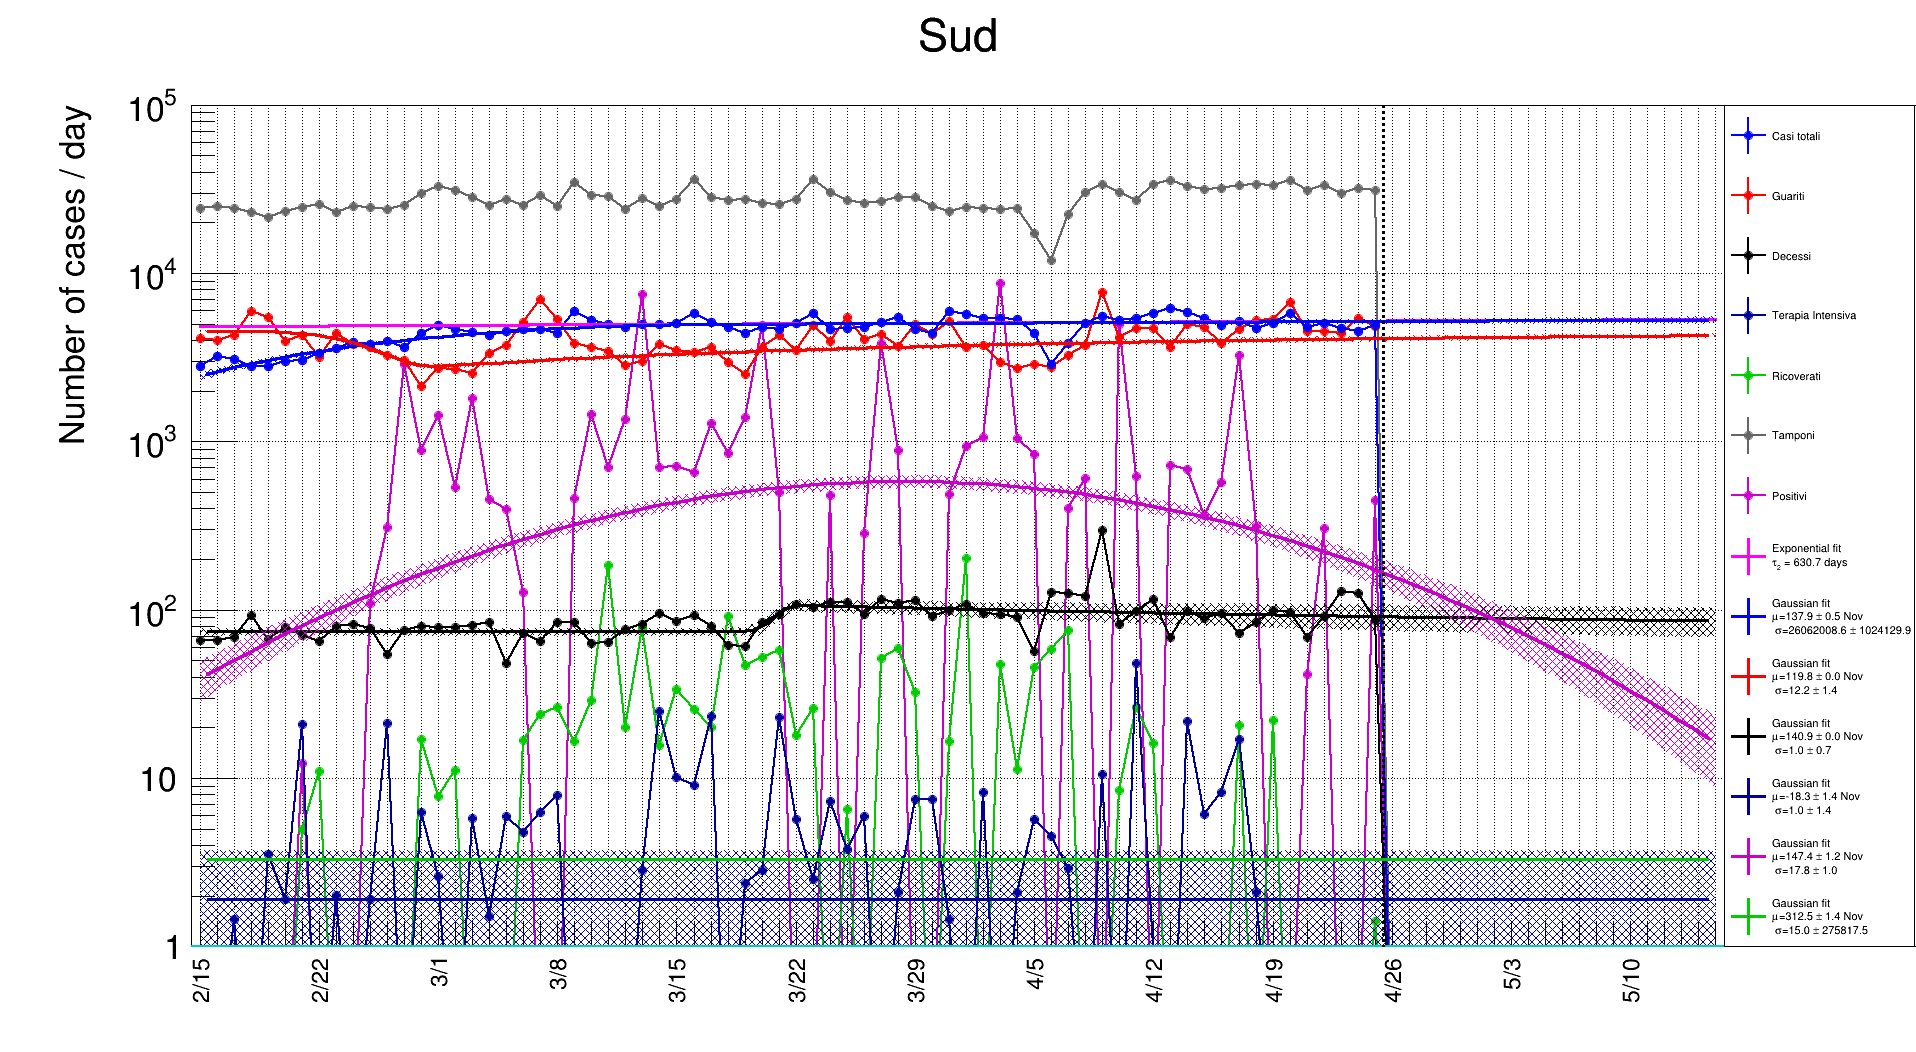 Sud
Number of cases / day
10^5
10^4
10^3
10^2
10
1
2/15
2/22
3/1
3/8
3/15
3/22
3/29
4/5
4/12
4/19
4/26
5/3
5/10
Casi totali
Guariti
Decessi
Terapia Intensiva
Ricoverati
Tamponi
Positivi
Exponential fit
τ₂ = 630.7 days
Gaussian fit
μ=137.9 ± 0.5 Nov
σ=26062008.6 ± 1024129.9
Gaussian fit
μ=119.8 ± 0.0 Nov
σ=12.2 ± 1.4
Gaussian fit
μ=140.9 ± 0.0 Nov
σ=1.0 ± 0.7
Gaussian fit
μ=-18.3 ± 1.4 Nov
σ=1.0 ± 1.4
Gaussian fit
μ=147.4 ± 1.2 Nov
σ=17.8 ± 1.0
Gaussian fit
μ=312.5 ± 1.4 Nov
σ=15.0 ± 275817.5